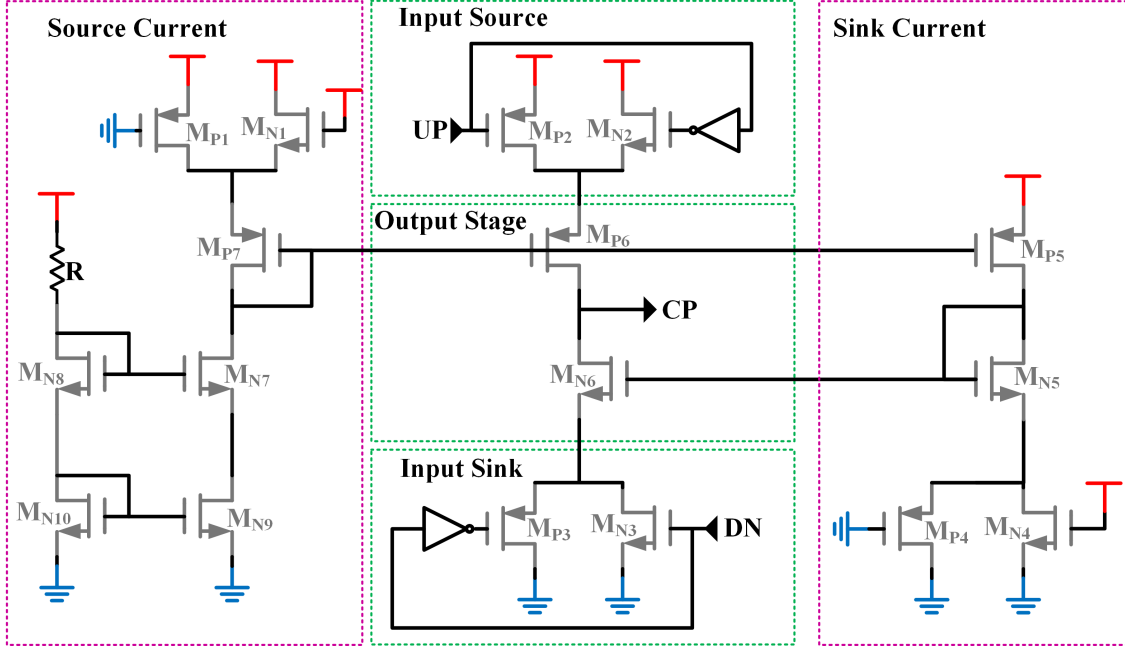 Source Current
Input Source
Sink Current
MP1
MN1
UP
MP2
MN2
Output Stage
MP7
MP6
MP5
R
CP
MN8
MN7
MN6
MN5
Input Sink
MN10
MN9
MP3
MN3
DN
MP4
MN4